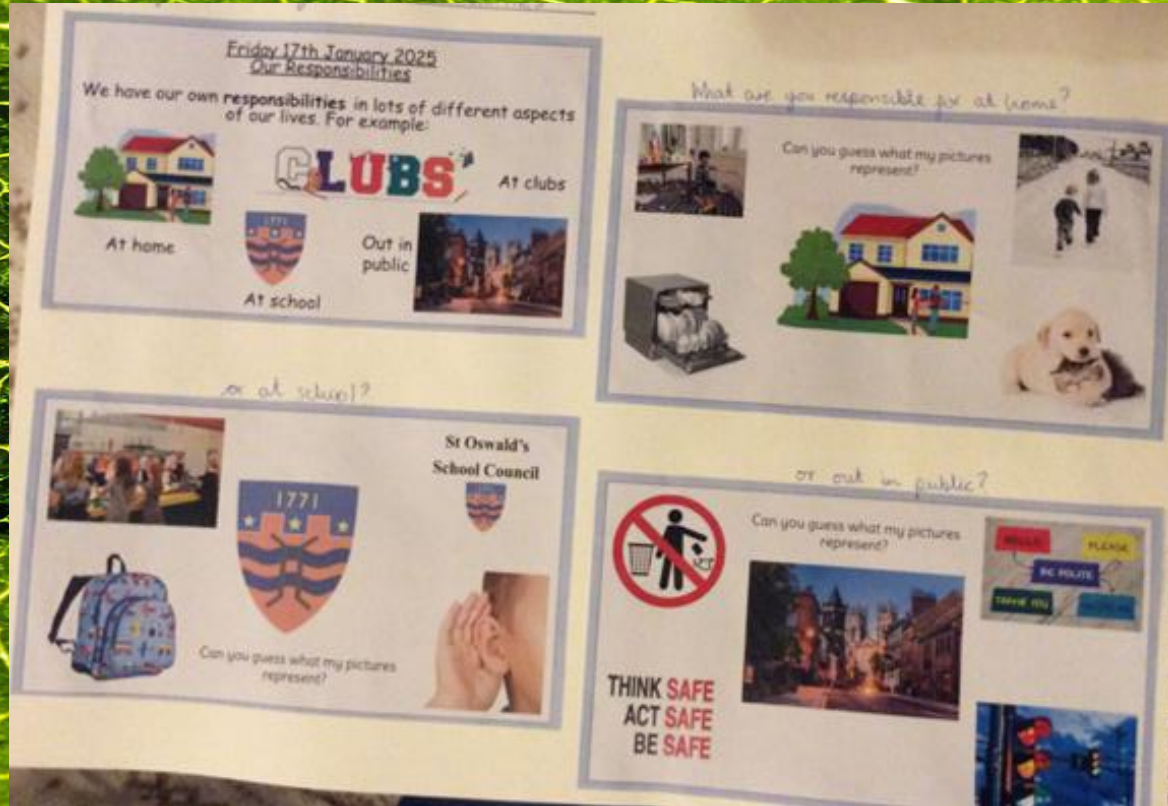 Friday 17th January 2025
Our Responsibilities
We have our own responsibilities in lots of different aspects
of our lives. For example:
CLUBS
At clubs
1771
At home
Out in
public
At school
What are you responsible for at home?
Can you guess what my pictures
represent?
or at school?
St Oswald's
School Council
1771
Can you guess what my pictures
represent?
or out in public?
Can you guess what my pictures
represent?
HELLO
PLEASE
BE POLITE
THANK YOU
THINK SAFE
ACT SAFE
BE SAFE